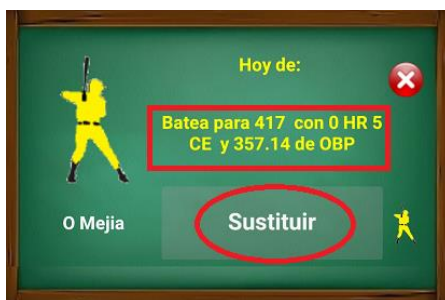 Hoy de:
Batea para 417 con 0 HR 5
CE y 357.14 de OBP
O Mejia
Sustituir